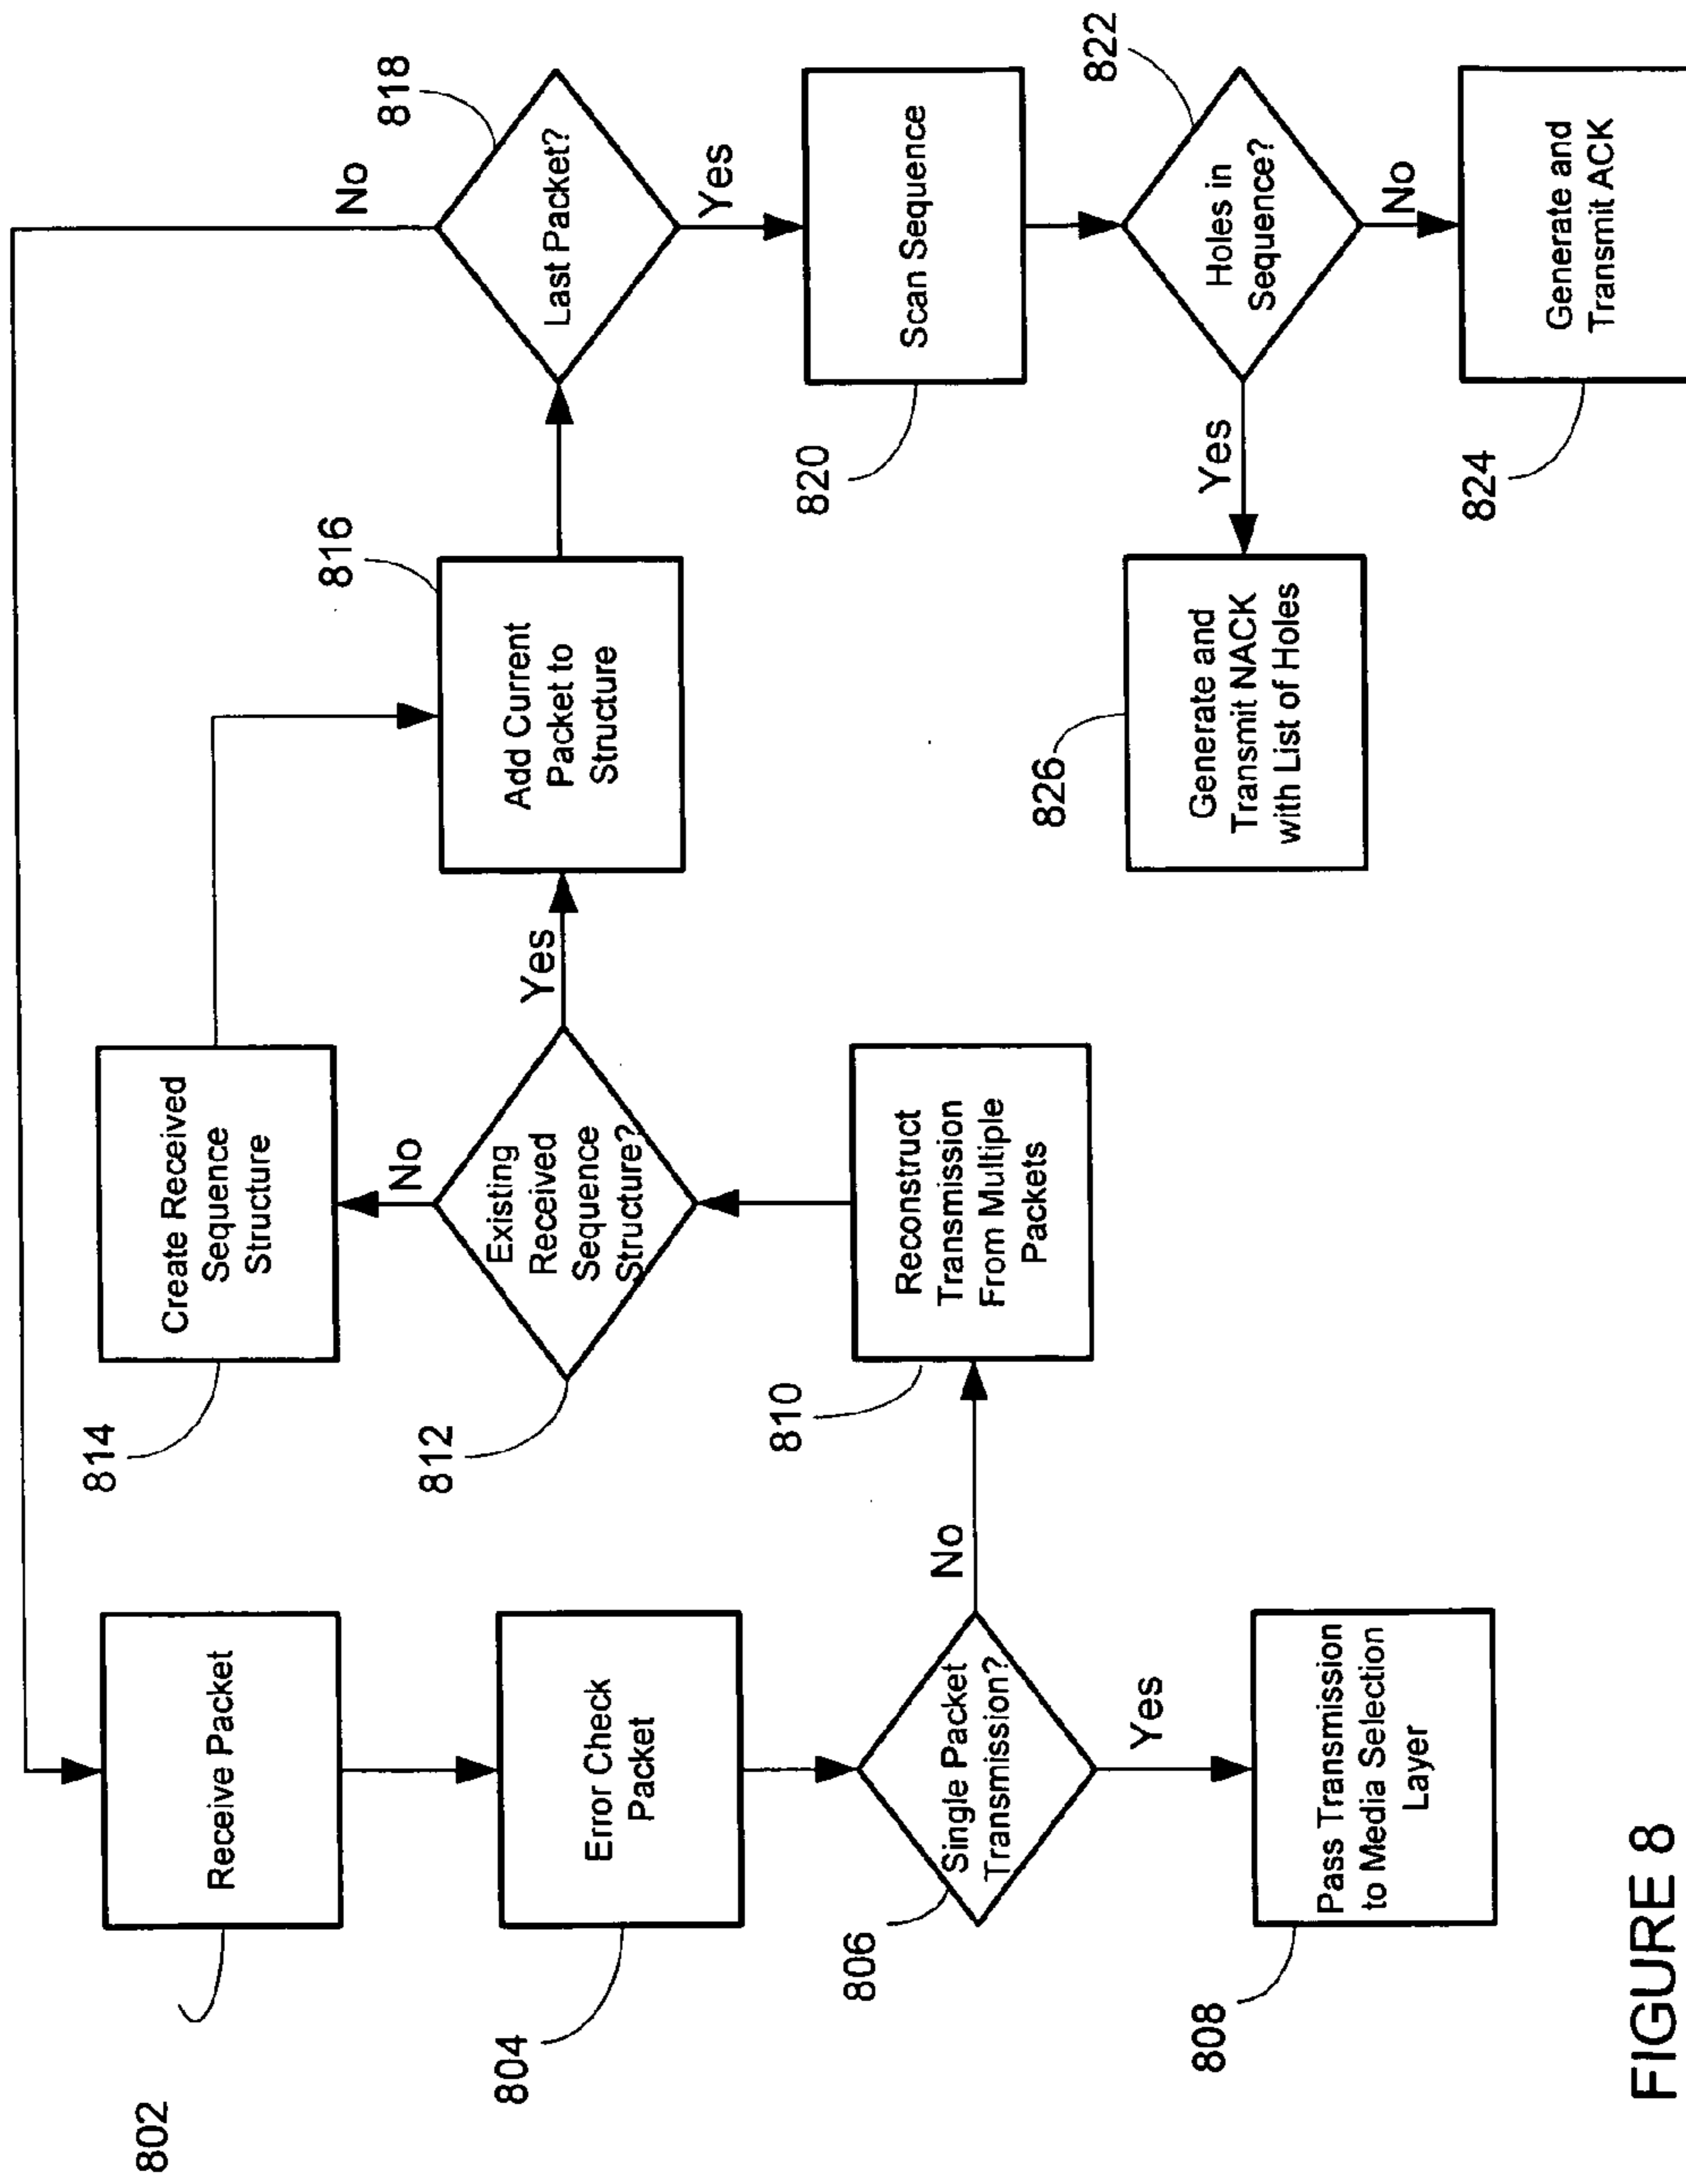 802
Receive Packet
804
Error Check
Packet
806
Single Packet
Transmission?
No
Yes
808
Pass Transmission
to Media Selection
Layer
810
Reconstruct
Transmission
From Multiple
Packets
812
Existing
Received
Sequence
Structure?
No
Yes
814
Create Received
Sequence
Structure
816
Add Current
Packet to
Structure
818
Last Packet?
No
Yes
820
Scan Sequence
822
Holes in
Sequence?
Yes
No
824
Generate and
Transmit ACK
826
Generate and
Transmit NACK
with List of Holes
FIGURE 8